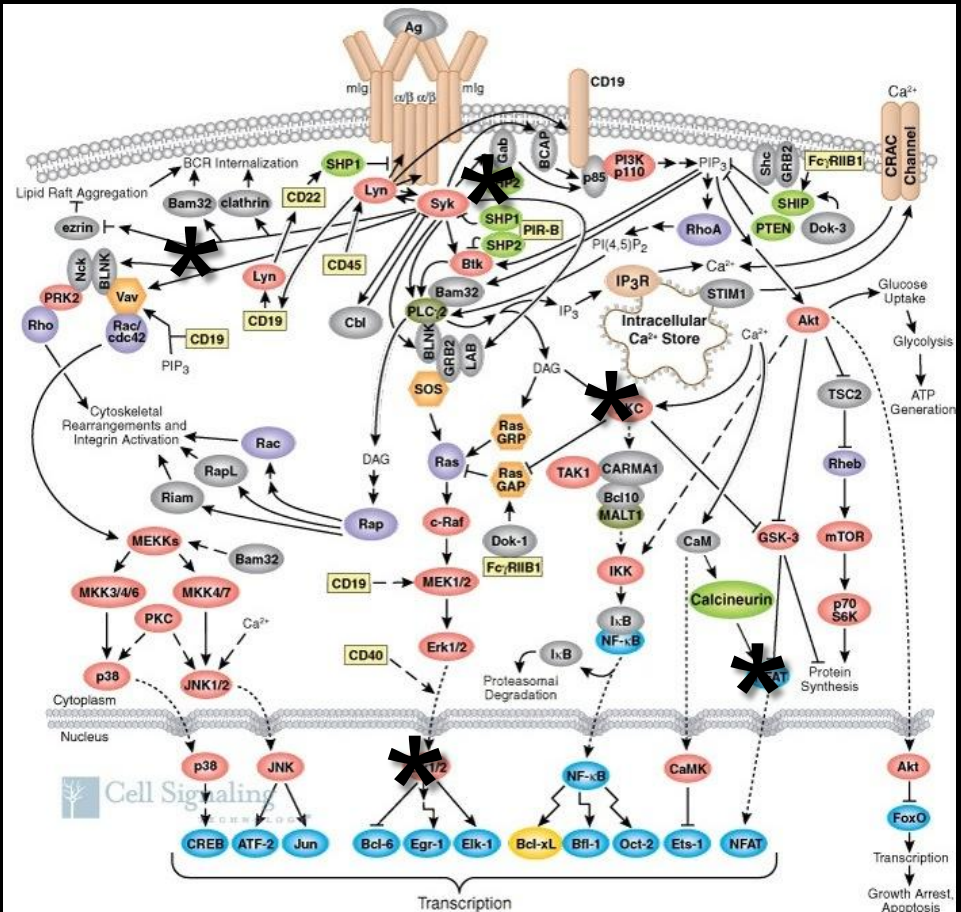 Ag
mIg
α/β α/β
mIg
CD19
Ca²⁺
CRAC
Channel
BCR Internalization
SHP1
Lyn
Gab
BCAP
p85
PI3K
p110
PIP₃
Shc
GRB2
FcγRIIB1
Lipid Raft Aggregation
Bam32
clathrin
CD22
Syk
SHP1
PIR-B
SHP2
SHIP
PTEN
Dok-3
ezrin
CD45
RhoA
PI(4,5)P₂
Nck
BLNK
Lyn
Btk
Bam32
IP₃R
Ca²⁺
STIM1
PRK2
Vav
Rho
Rac/
cdc42
CD19
CD19
PIP₃
Cbl
PLCγ2
BLNK
GRB2
LAB
IP₃
Intracellular
Ca²⁺ Store
Ca²⁺
Akt
Glucose
Uptake
Glycolysis
ATP
Generation
SOS
DAG
TSC2
Cytoskeletal
Rearrangements and
Integrin Activation
Rac
RapL
Riam
DAG
Rap
Ras
Ras
GRP
Ras
GAP
TAK1
CARMA1
Bcl10
MALT1
Rheb
c-Raf
Dok-1
FcγRIIB1
MEKKs
Bam32
CaM
GSK-3
mTOR
MKK3/4/6
MKK4/7
CD19
MEK1/2
IKK
Calcineurin
p70
S6K
PKC
Ca²⁺
IκB
NF-κB
p38
JNK1/2
CD40
Erk1/2
IκB
Proteasomal
Degradation
Protein
Synthesis
Cytoplasm
Nucleus
p38
JNK
NF-κB
CaMK
Akt
Cell Signaling
TECHNOLOGY®
CREB
ATF-2
Jun
Bcl-6
Egr-1
Elk-1
Bcl-xL
Bfl-1
Oct-2
Ets-1
NFAT
FoxO
Transcription
Transcription
Growth Arrest,
Apoptosis